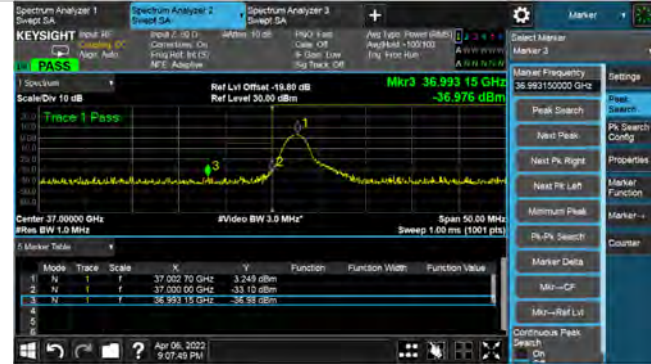 Spectrum Analyzer 1
Swept SA
Spectrum Analyzer 2
Swept SA
Spectrum Analyzer 3
Swept SA
+
Marker
KEYSIGHT
Input: RF
Coupling: DC
Align: Auto
Input Z: 50 Ω
Corrections: On
Freq Ref: Int (S)
NFE: Adaptive
Atten: 10 dB
PNO: Fast
Gate: Off
IF Gain: Low
Sig Track: Off
Avg Type: Power (RMS)
Avg|Hold: >100/100
Trig: Free Run
PASS
Select Marker
Marker 3
1 Spectrum
Scale/Div 10 dB
Ref Lvl Offset -19.80 dB
Ref Level 30.00 dBm
Mkr3 36.993 15 GHz
-36.976 dBm
Trace 1 Pass
1
2
3
Center 37.00000 GHz
#Res BW 1.0 MHz
#Video BW 3.0 MHz*
Span 50.00 MHz
Sweep 1.00 ms (1001 pts)
5 Marker Table
Mode Trace Scale X Y Function Function Width Function Value
1 N 1 f 37.002 70 GHz 3.249 dBm
2 N 1 f 37.000 00 GHz -33.10 dBm
3 N 1 f 36.993 15 GHz -36.98 dBm
4
5
6
Marker Frequency
36.993150000 GHz
Peak Search
Next Peak
Next Pk Right
Next Pk Left
Minimum Peak
Pk-Pk Search
Marker Delta
Mkr→CF
Mkr→Ref Lvl
Continuous Peak
Search
On
Settings
Peak
Search
Pk Search
Config
Properties
Marker
Function
Marker→
Counter
?
Apr 06, 2022
9:07:49 PM